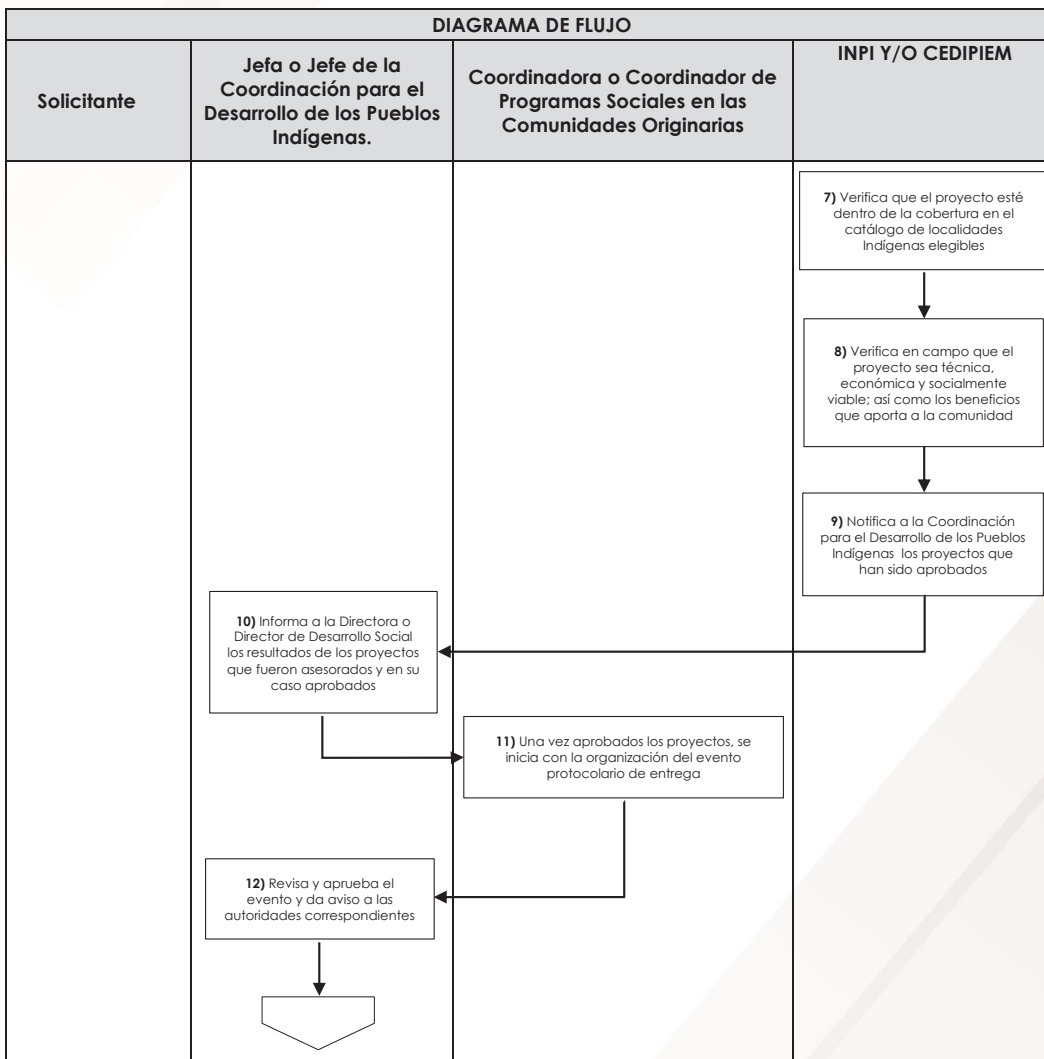 DIAGRAMA DE FLUJO
Solicitante
Jefa o Jefe de la
Coordinación para el
Desarrollo de los Pueblos
Indígenas.
Coordinadora o Coordinador de
Programas Sociales en las
Comunidades Originarias
INPI Y/O CEDIPIEM
7) Verifica que el proyecto esté
dentro de la cobertura en el
catálogo de localidades
Indígenas elegibles
8) Verifica en campo que el
proyecto sea técnica,
económica y socialmente
viable; así como los beneficios
que aporta a la comunidad
9) Notifica a la Coordinación
para el Desarrollo de los Pueblos
Indígenas los proyectos que
han sido aprobados
10) Informa a la Directora o
Director de Desarrollo Social
los resultados de los proyectos
que fueron asesorados y en su
caso aprobados
11) Una vez aprobados los proyectos, se
inicia con la organización del evento
protocolario de entrega
12) Revisa y aprueba el
evento y da aviso a las
autoridades correspondientes